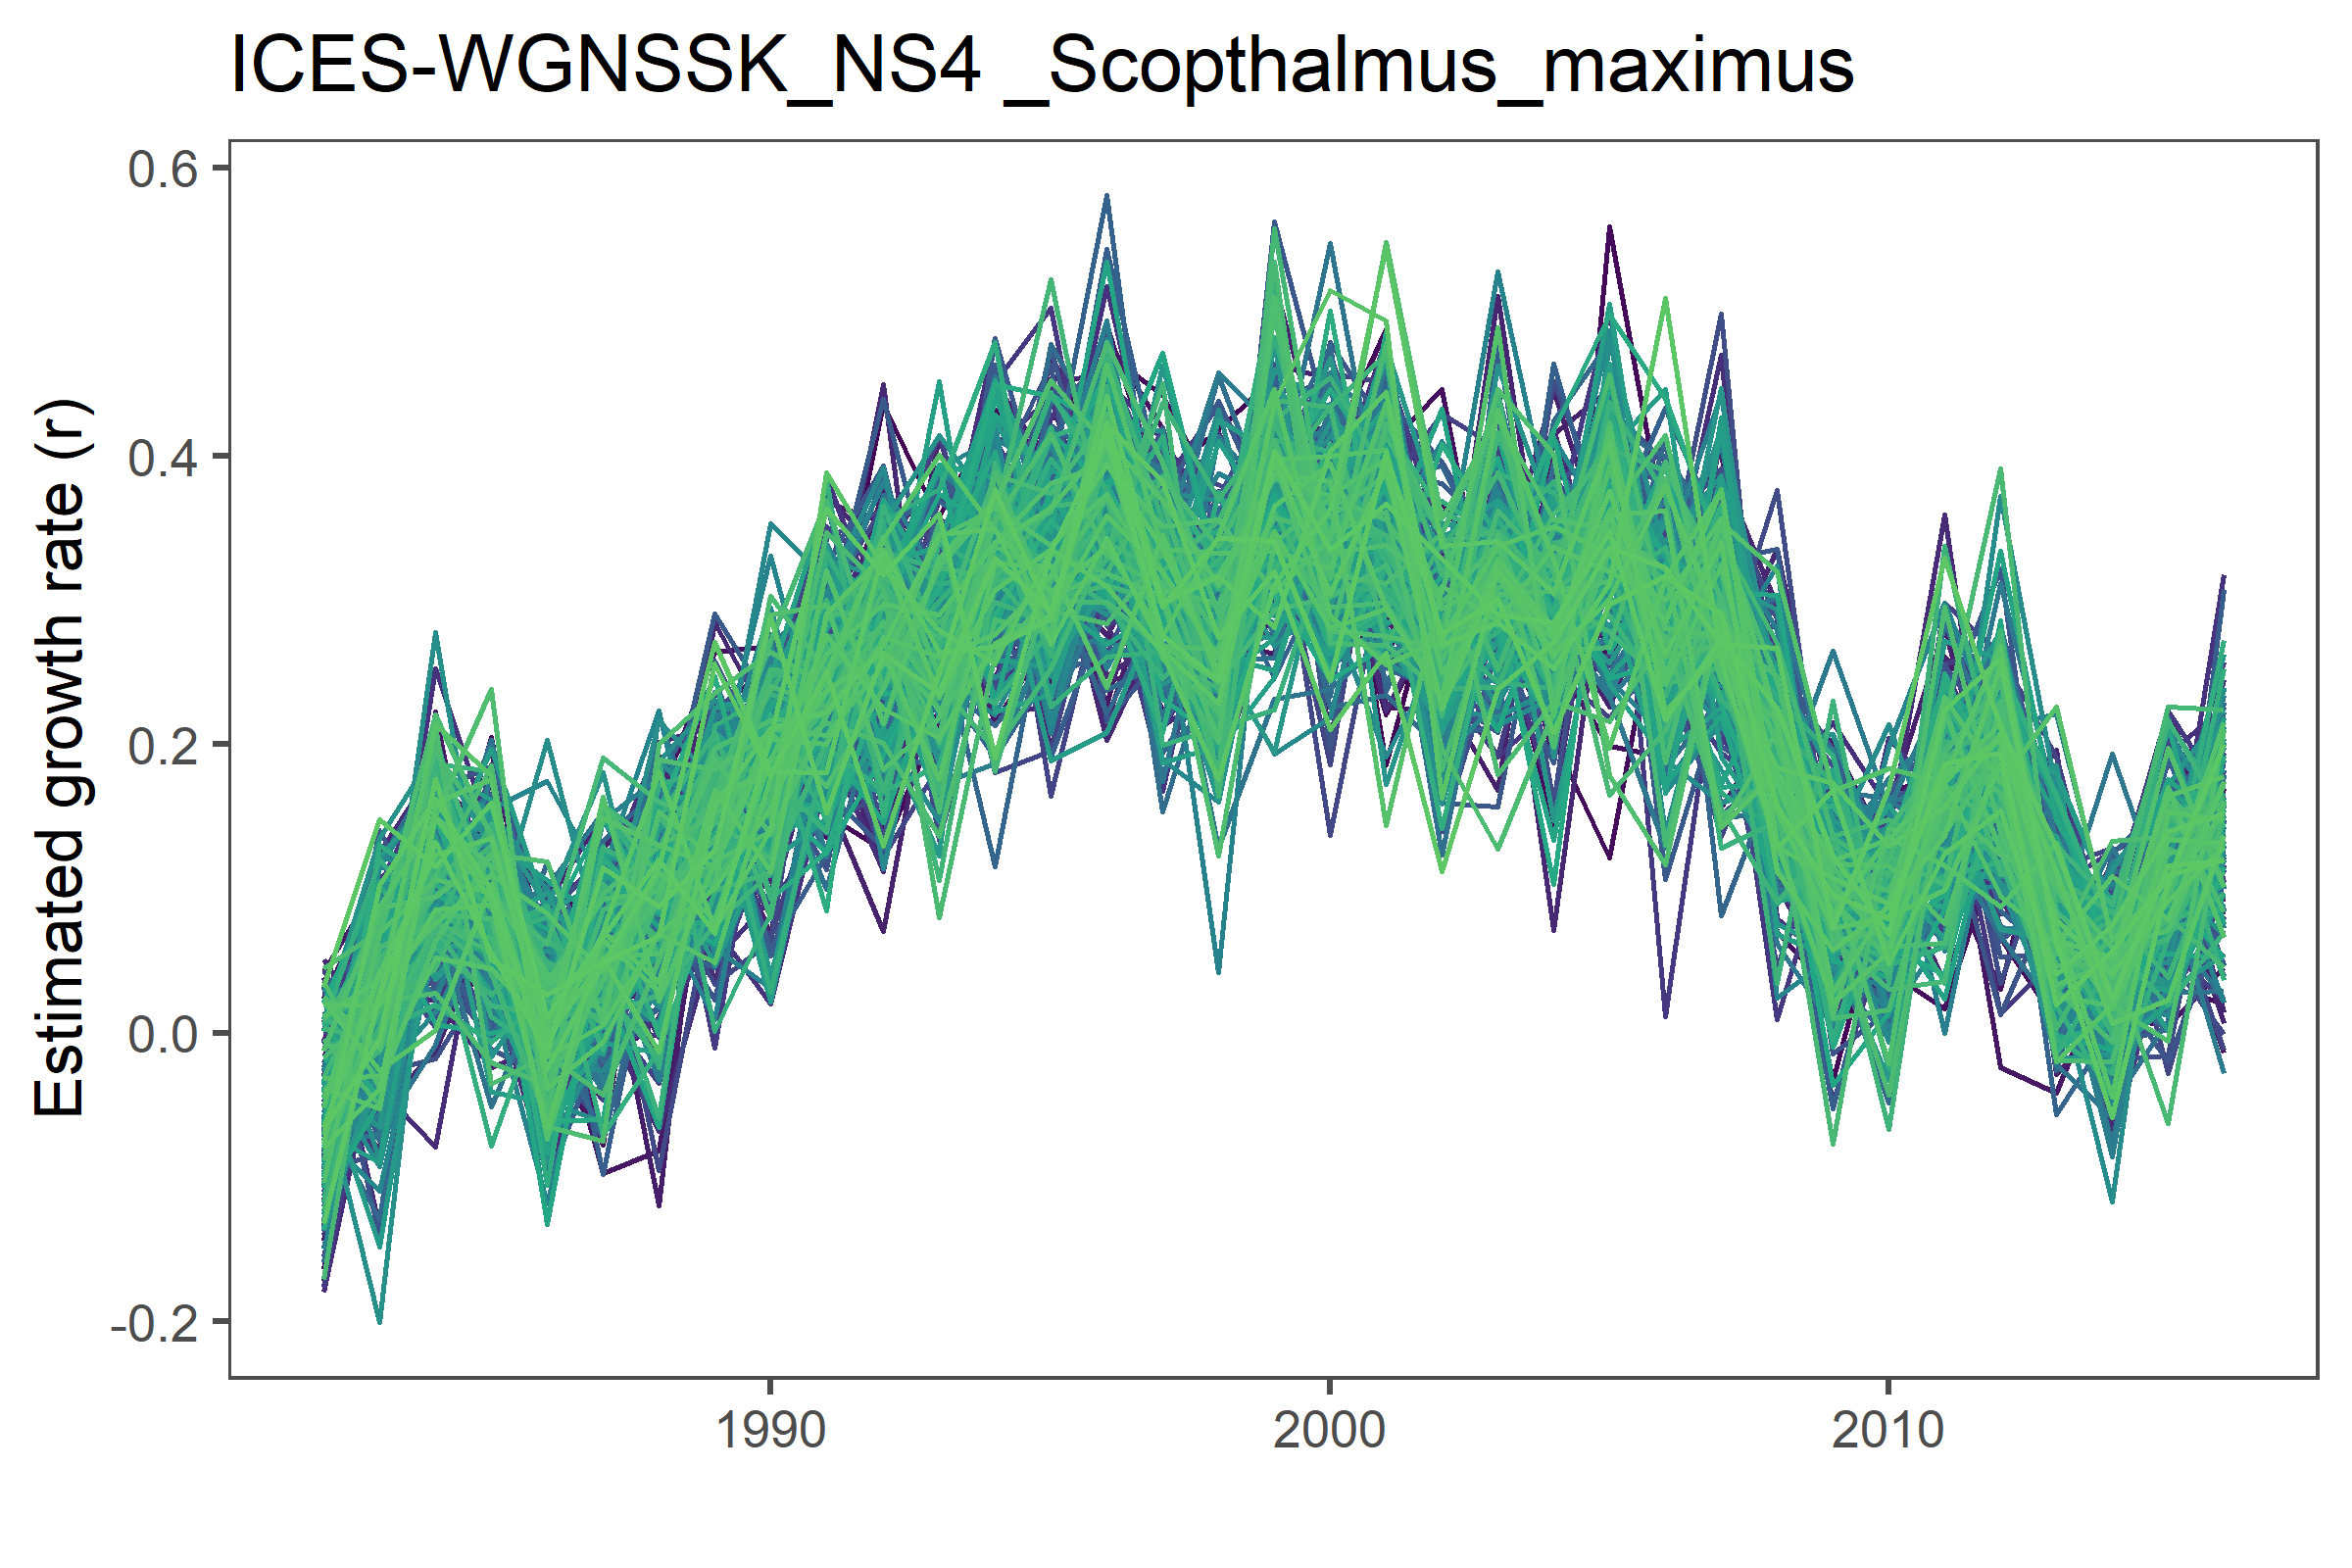 ICES-WGNSSK_NS4 _Scopthalmus_maximus
Estimated growth rate (r)
0.6
0.4
0.2
0.0
-0.2
1990 2000 2010